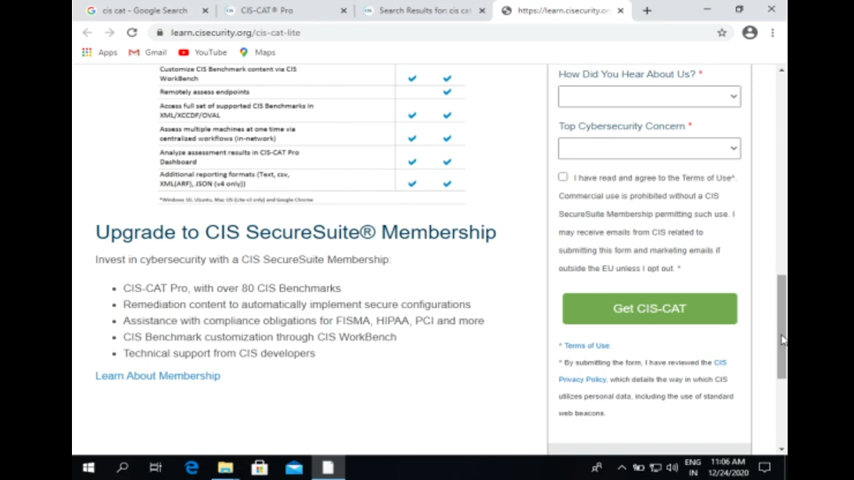 cis cat - Google Search
CIS-CAT® Pro
Search Results for: cis cat
https://learn.cisecurity.org/
learn.cisecurity.org/cis-cat-lite
Apps
Gmail
YouTube
Maps
Customize CIS Benchmark content via CIS
WorkBench
Remotely assess endpoints
Access full set of supported CIS Benchmarks in
XML/XCCDF/OVAL
Assess multiple machines at one time via
centralized workflows (in-network)
Analyze assessment results in CIS-CAT Pro
Dashboard
Additional reporting formats (Text, csv,
XML(ARF), JSON (v4 only))
*Windows 10, Ubuntu, Mac OS (Lite v3 only) and Google Chrome
Upgrade to CIS SecureSuite® Membership
Invest in cybersecurity with a CIS SecureSuite Membership:
• CIS-CAT Pro, with over 80 CIS Benchmarks
• Remediation content to automatically implement secure configurations
• Assistance with compliance obligations for FISMA, HIPAA, PCI and more
• CIS Benchmark customization through CIS WorkBench
• Technical support from CIS developers
Learn About Membership
How Did You Hear About Us? *
Top Cybersecurity Concern *
I have read and agree to the Terms of Use*.
Commercial use is prohibited without a CIS
SecureSuite Membership permitting such use. I
may receive emails from CIS related to
submitting this form and marketing emails if
outside the EU unless I opt out. *
Get CIS-CAT
* Terms of Use.
* By submitting the form, I have reviewed the CIS
Privacy Policy, which details the way in which CIS
utilizes personal data, including the use of standard
web beacons.
ENG
IN
11:06 AM
12/24/2020